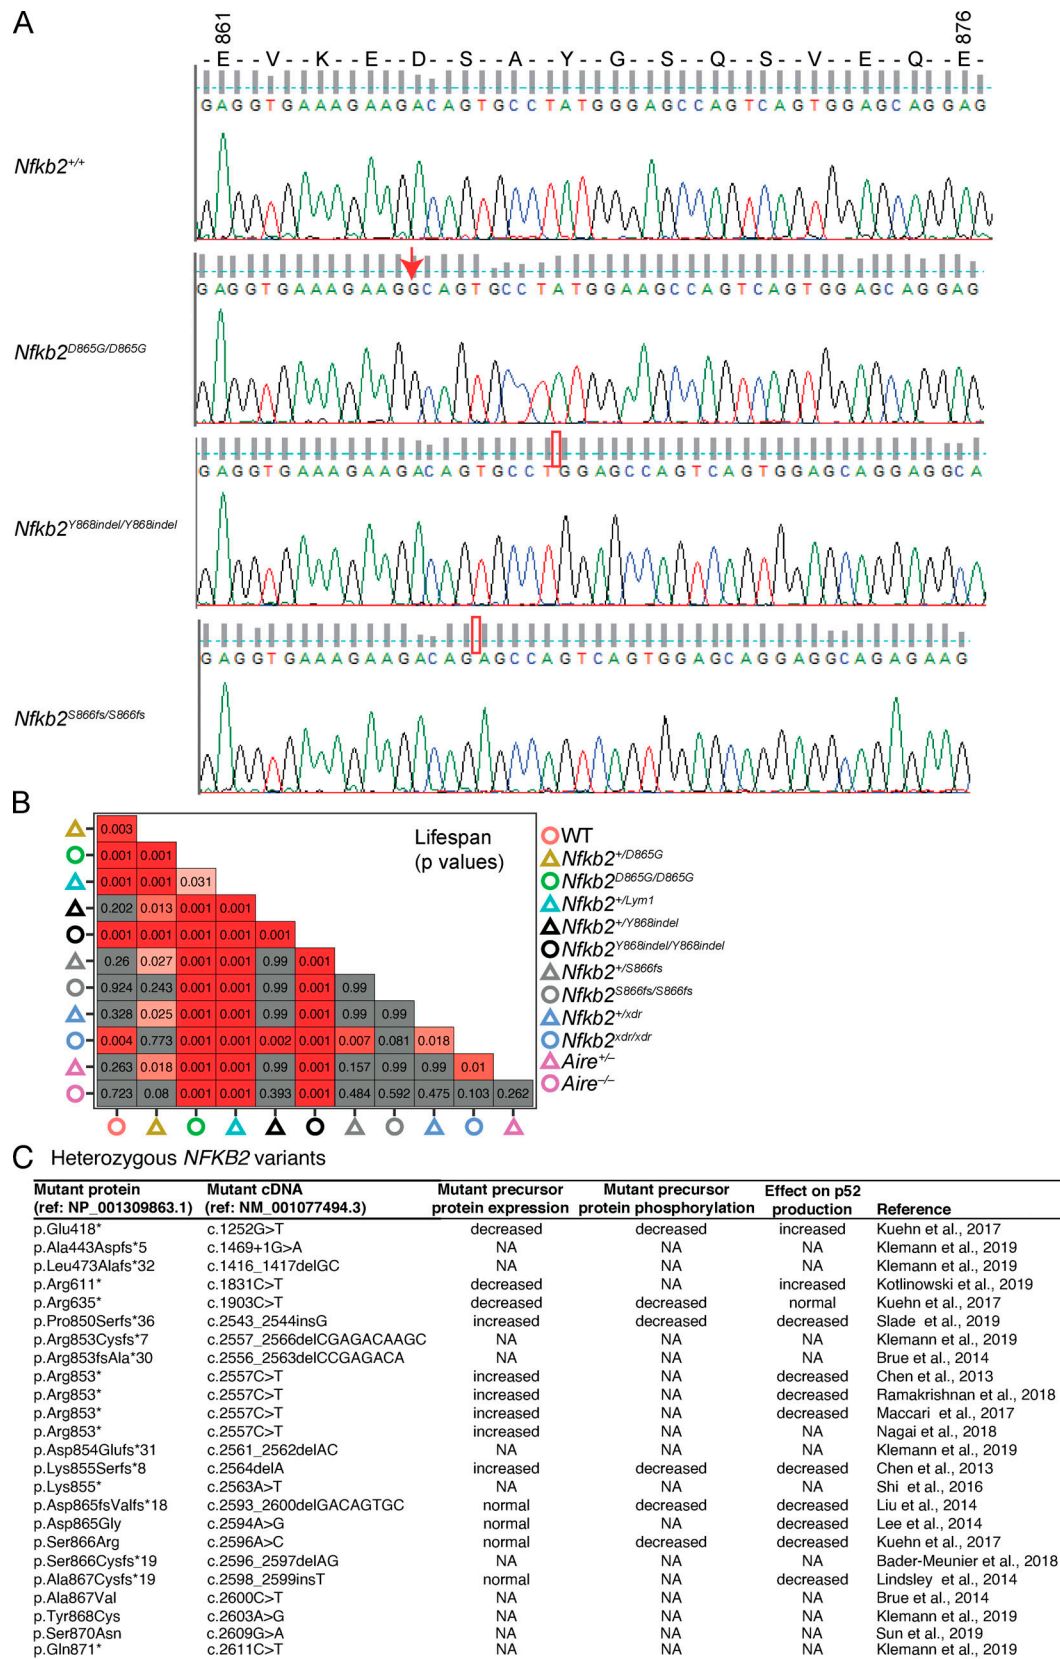 A
861 876
-E- -V- -K- -E- -D- -S- -A- -Y- -G- -S- -Q- -S- -V- -E- -Q- -E-
GAGGTGAAAGAAGACAGTGCCTATGGGAGCCAGTCAGTGGAGCAGGAG
Nfkb2+/+
GAGGTGAAAGAAGGCAGTGCCTATGGAAGCCAGTCAGTGGAGCAGGAG
Nfkb2D865G/D865G
GAGGTGAAAGAAGACAGTGCCTGGAGCCAGTCAGTGGAGCAGGAGGCA
Nfkb2Y868indel/Y868indel
GAGGTGAAAGAAGACAGAGCCAGTCAGTGGAGCAGGAGGCAGAGAAG
Nfkb2S866fs/S866fs
B
Lifespan
(p values)
0.003
0.001 0.001
0.001 0.001 0.031
0.202 0.013 0.001 0.001
0.001 0.001 0.001 0.001 0.001
0.26 0.027 0.001 0.001 0.99 0.001
0.924 0.243 0.001 0.001 0.99 0.001 0.99
0.328 0.025 0.001 0.001 0.99 0.001 0.99 0.99
0.004 0.773 0.001 0.001 0.002 0.001 0.007 0.081 0.018
0.263 0.018 0.001 0.001 0.99 0.001 0.157 0.99 0.99 0.01
0.723 0.08 0.001 0.001 0.393 0.001 0.484 0.592 0.475 0.103 0.262
WT
Nfkb2+/D865G
Nfkb2D865G/D865G
Nfkb2+/Lym1
Nfkb2+/Y868indel
Nfkb2Y868indel/Y868indel
Nfkb2+/S866fs
Nfkb2S866fs/S866fs
Nfkb2+/xdr
Nfkb2xdr/xdr
Aire+/–
Aire–/–
C Heterozygous NFKB2 variants
Mutant protein Mutant cDNA Mutant precursor Mutant precursor Effect on p52
(ref: NP_001309863.1) (ref: NM_001077494.3) protein expression protein phosphorylation production Reference
p.Glu418* c.1252G>T decreased decreased increased Kuehn et al., 2017
p.Ala443Aspfs*5 c.1469+1G>A NA NA NA Klemann et al., 2019
p.Leu473Alafs*32 c.1416_1417delGC NA NA NA Klemann et al., 2019
p.Arg611* c.1831C>T decreased NA increased Kotlinowski et al., 2019
p.Arg635* c.1903C>T decreased decreased normal Kuehn et al., 2017
p.Pro850Serfs*36 c.2543_2544insG increased decreased decreased Slade et al., 2019
p.Arg853Cysfs*7 c.2557_2566delCGAGACAAGC NA NA NA Klemann et al., 2019
p.Arg853fsAla*30 c.2556_2563delCCGAGACA NA NA NA Brue et al., 2014
p.Arg853* c.2557C>T increased NA decreased Chen et al., 2013
p.Arg853* c.2557C>T increased NA decreased Ramakrishnan et al., 2018
p.Arg853* c.2557C>T increased NA decreased Maccari et al., 2017
p.Arg853* c.2557C>T increased NA NA Nagai et al., 2018
p.Asp854Glufs*31 c.2561_2562delAC NA NA NA Klemann et al., 2019
p.Lys855Serfs*8 c.2564delA increased decreased decreased Chen et al., 2013
p.Lys855* c.2563A>T NA NA NA Shi et al., 2016
p.Asp865fsValfs*18 c.2593_2600delGACAGTGC normal decreased decreased Liu et al., 2014
p.Asp865Gly c.2594A>G normal NA decreased Lee et al., 2014
p.Ser866Arg c.2596A>C normal decreased decreased Kuehn et al., 2017
p.Ser866Cysfs*19 c.2596_2597delAG NA NA NA Bader-Meunier et al., 2018
p.Ala867Cysfs*19 c.2598_2599insT normal NA decreased Lindsley et al., 2014
p.Ala867Val c.2600C>T NA NA NA Brue et al., 2014
p.Tyr868Cys c.2603A>G NA NA NA Klemann et al., 2019
p.Ser870Asn c.2609G>A NA NA NA Sun et al., 2019
p.Gln871* c.2611C>T NA NA NA Klemann et al., 2019